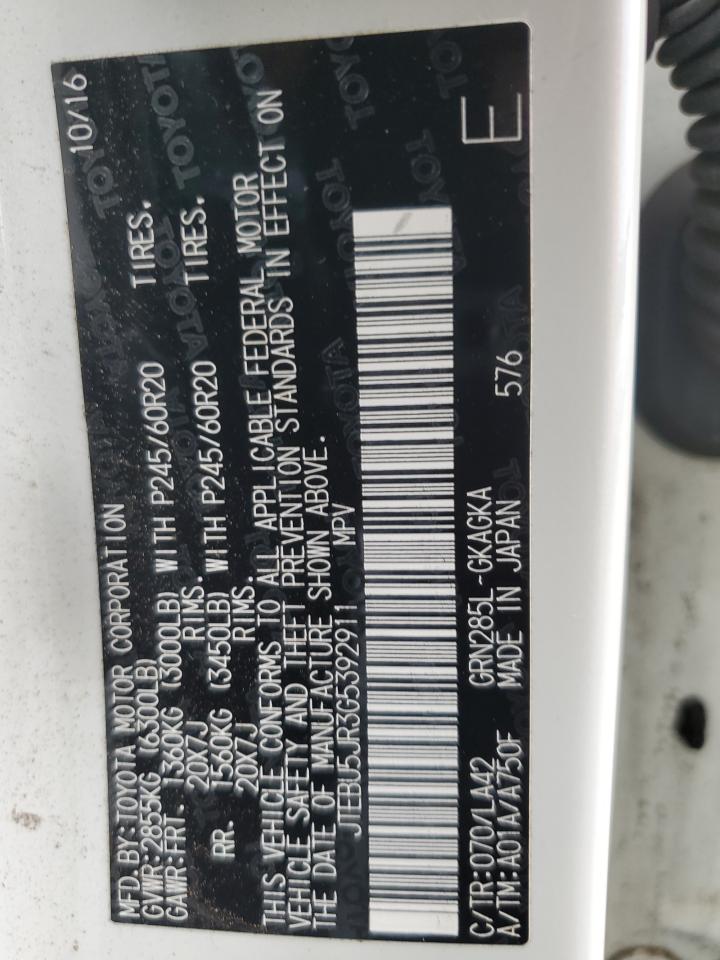 MFD. BY: TOYOTA MOTOR CORPORATION 10/16
GVWR: 2855KG (6300LB)
GAWR: FRT. 1360KG (3000LB) WITH P245/60R20 TIRES.
20X7J RIMS.
RR. 1560KG (3450LB) WITH P245/60R20 TIRES.
20X7J RIMS.
THIS VEHICLE CONFORMS TO ALL APPLICABLE FEDERAL MOTOR
VEHICLE SAFETY AND THEFT PREVENTION STANDARDS IN EFFECT ON
THE DATE OF MANUFACTURE SHOWN ABOVE.
JTEBU5JR3G5392911 MPV
C/TR: 070/LA42 GRN285L-GKAGKA 576 E
A/TM: A01A/A750F MADE IN JAPAN